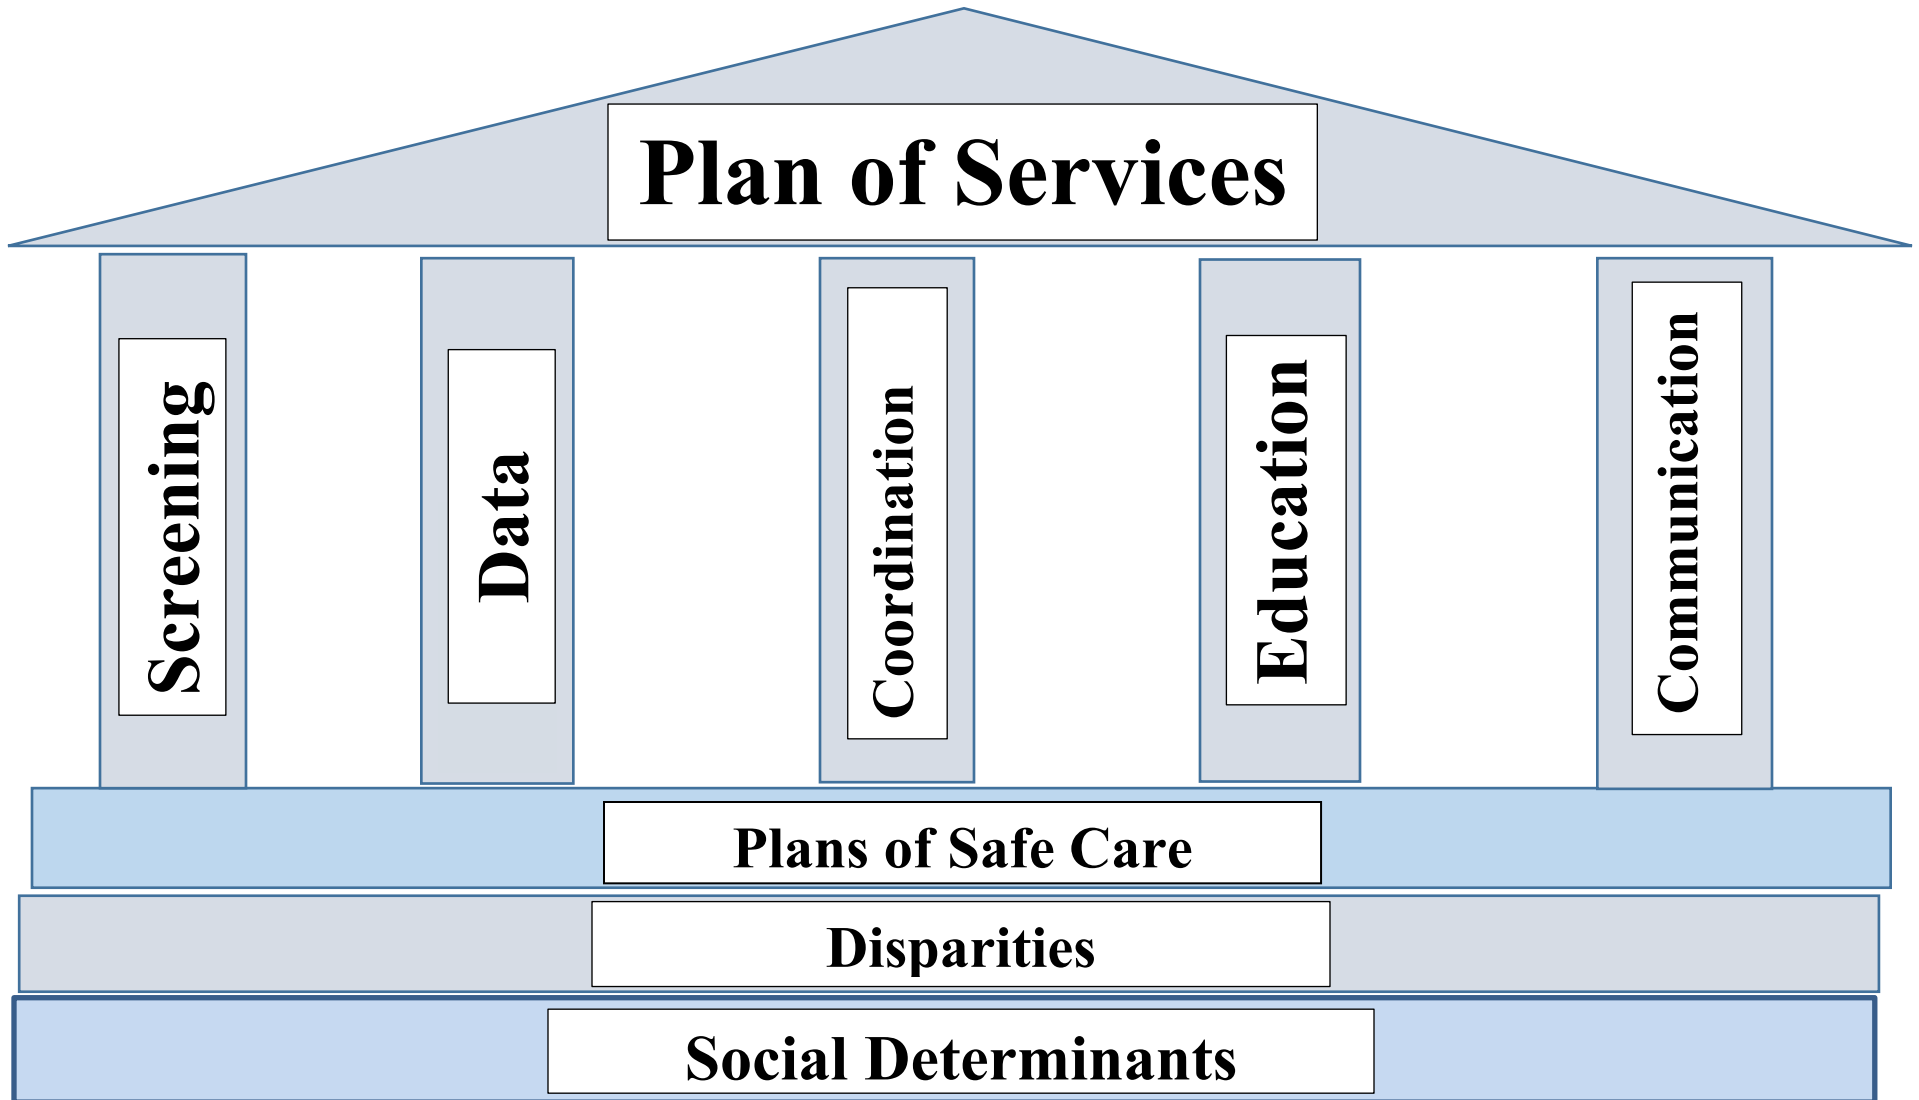 Plan of Services
Screening
Data
Coordination
Education
Communication
Plans of Safe Care
Disparities
Social Determinants